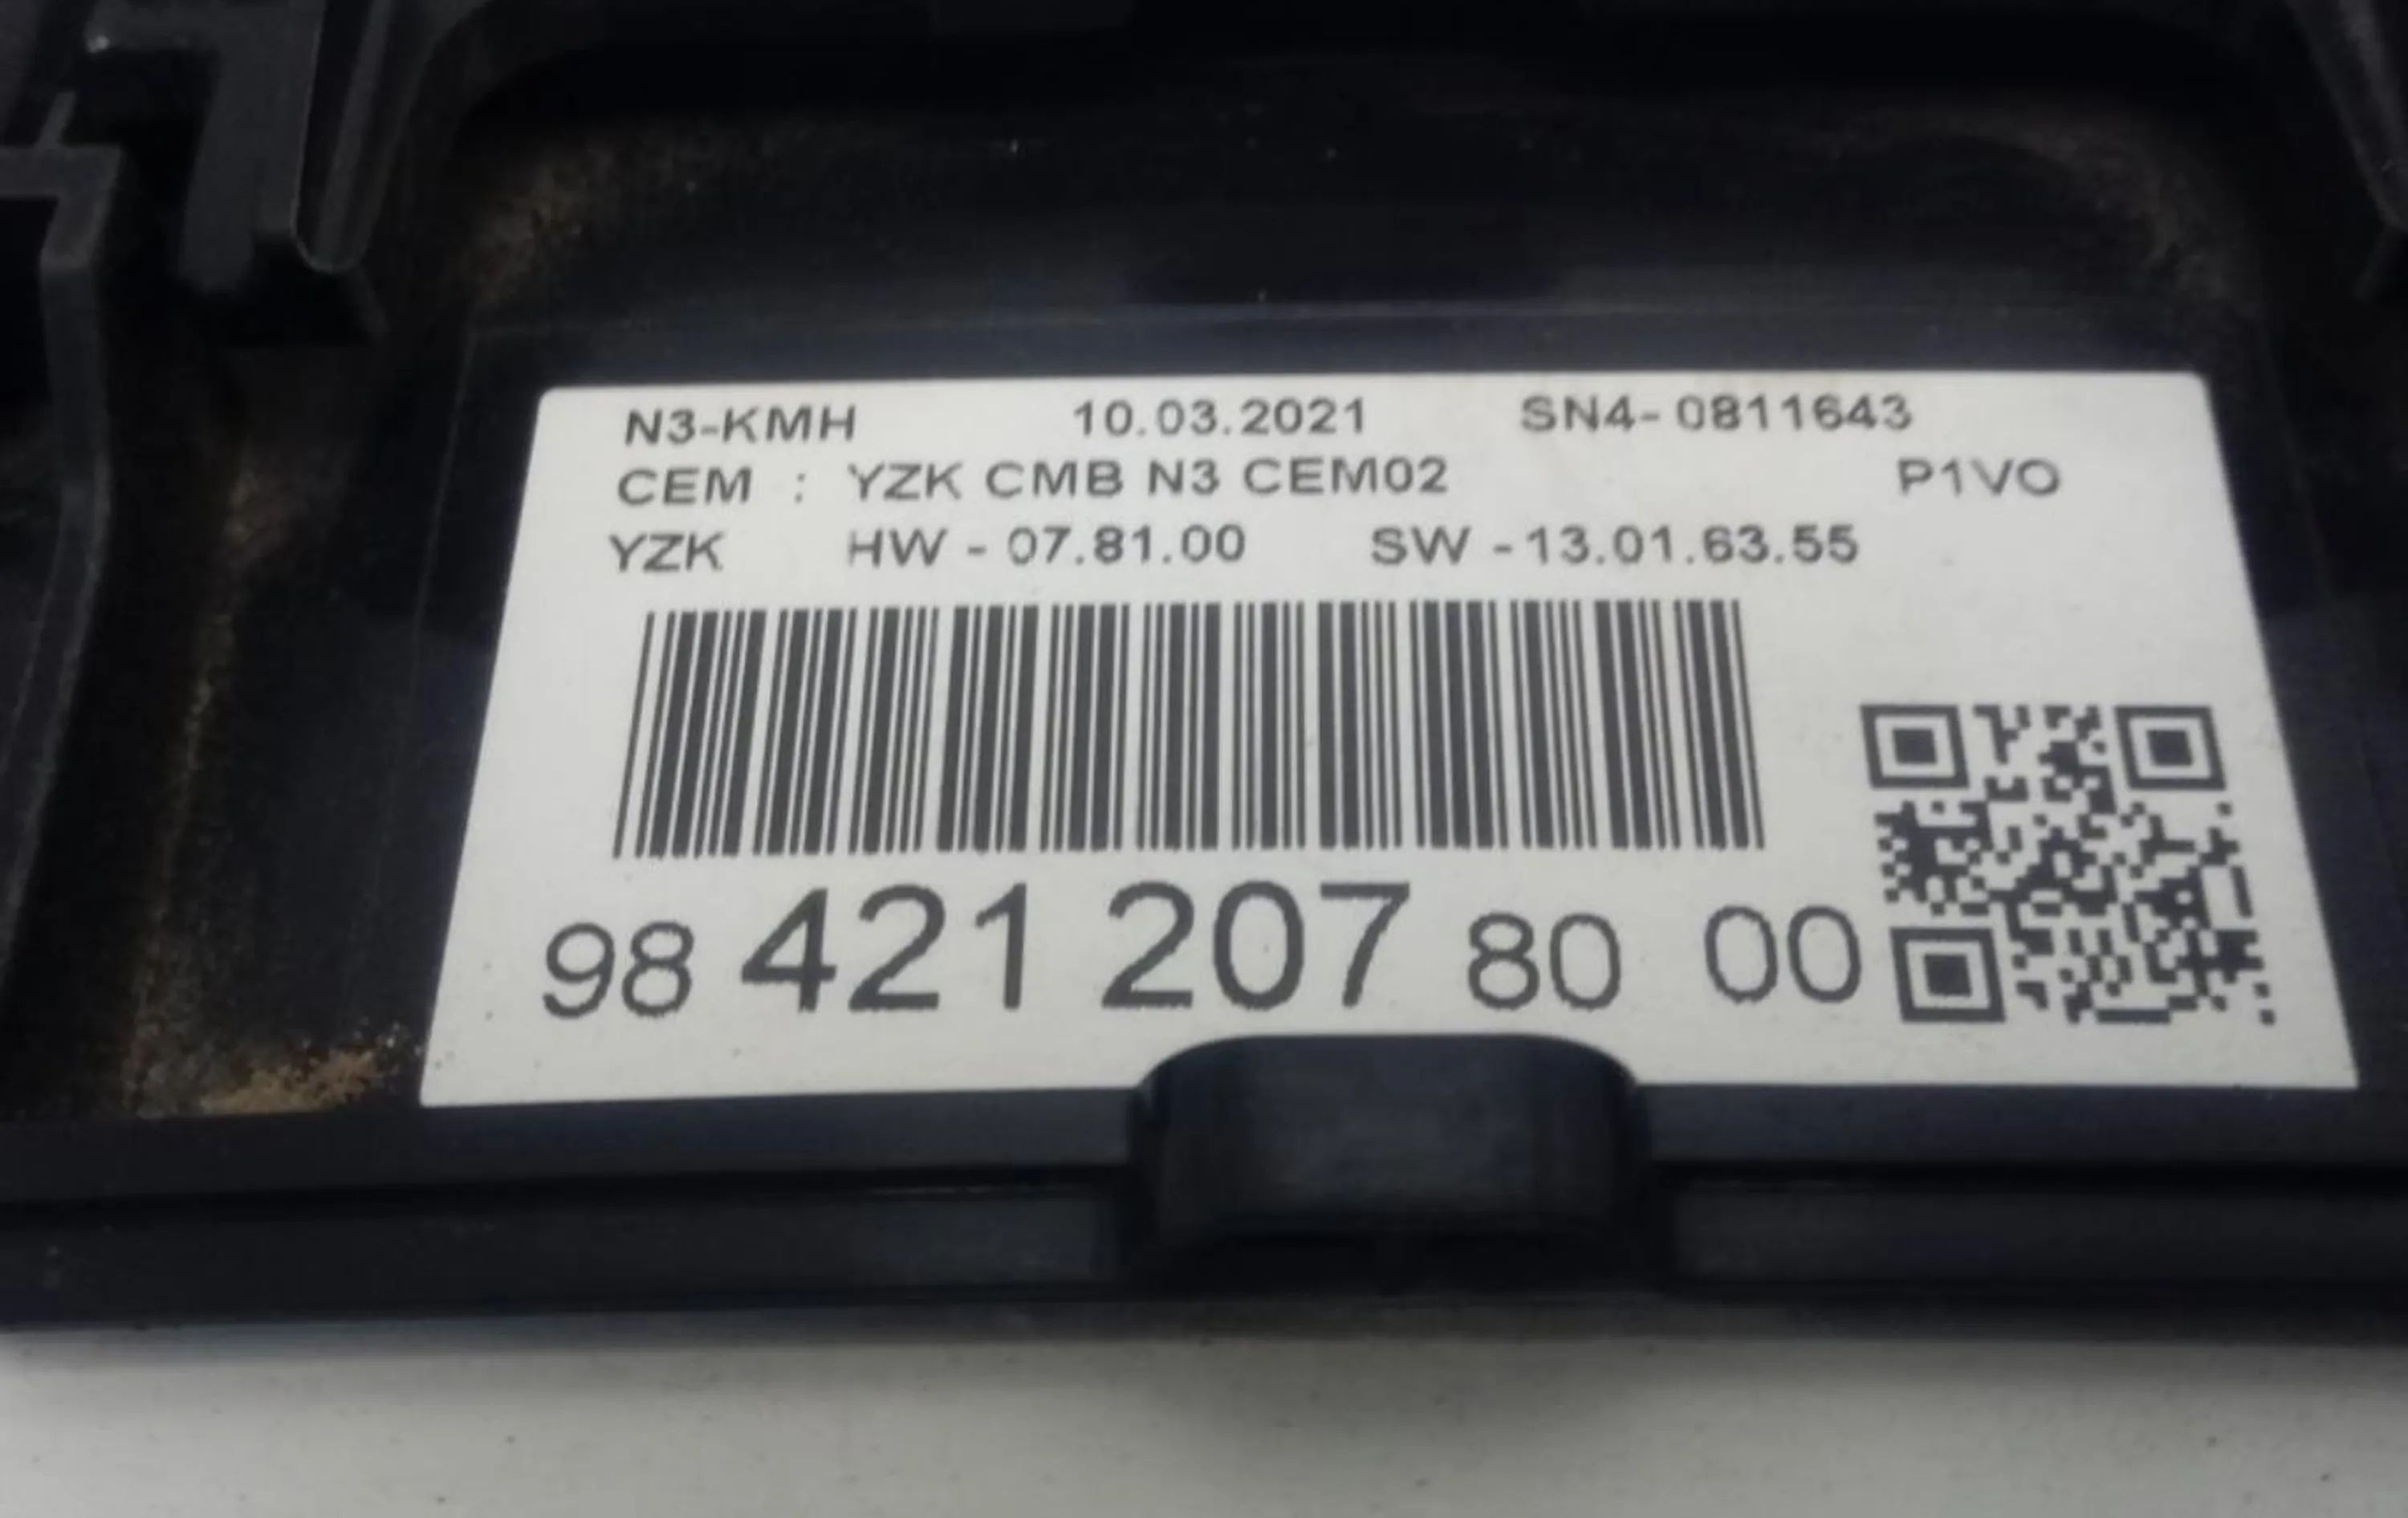 N3-KMH 10.03.2021 SN4-0811643
CEM : YZK CMB N3 CEM02 P1VO
YZK HW - 07.81.00 SW -13.01.63.55
98 421 207 80 00